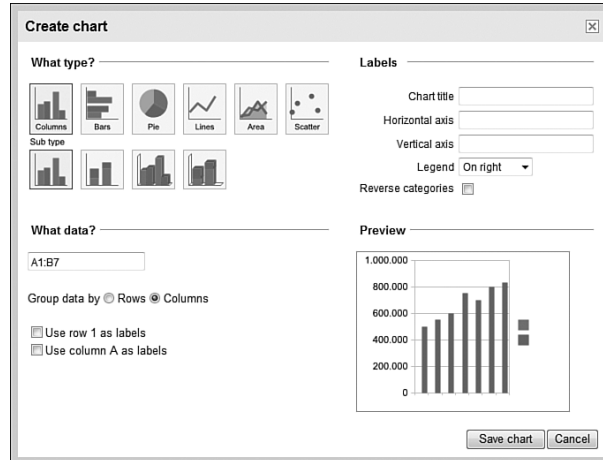 Create chart
What type?
Columns
Bars
Pie
Lines
Area
Scatter
Sub type
What data?
A1:B7
Group data by Rows Columns
Use row 1 as labels
Use column A as labels
Labels
Chart title
Horizontal axis
Vertical axis
Legend On right
Reverse categories
Preview
1.000.000
800.000
600.000
400.000
200.000
0
Save chart
Cancel